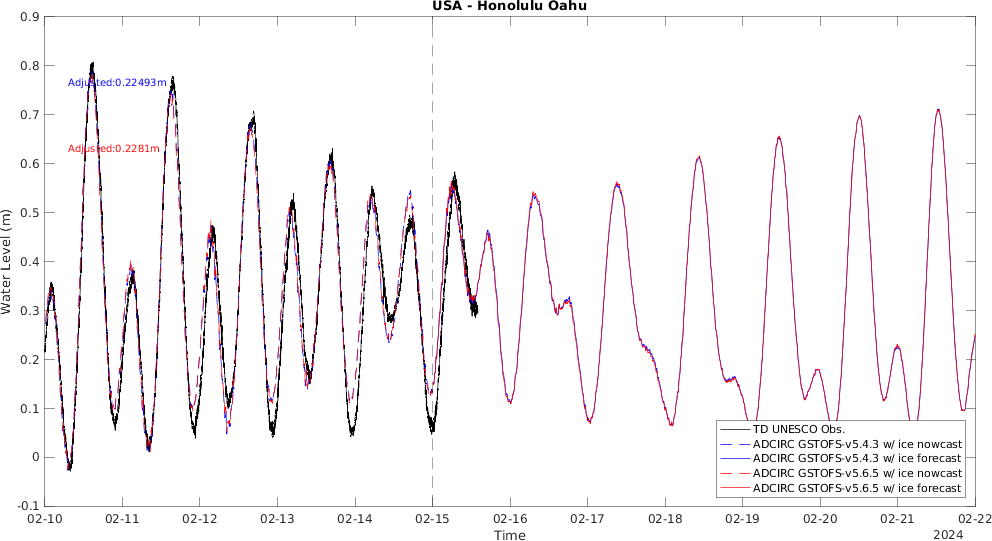 USA - Honolulu Oahu
0.9
0.8
0.7
0.6
0.5
0.4
0.3
0.2
0.1
0
-0.1
Water Level (m)
Adjusted:0.22493m
Adjusted:0.2281m
TD UNESCO Obs.
ADCIRC GSTOFS-v5.4.3 w/ ice nowcast
ADCIRC GSTOFS-v5.4.3 w/ ice forecast
ADCIRC GSTOFS-v5.6.5 w/ ice nowcast
ADCIRC GSTOFS-v5.6.5 w/ ice forecast
02-10 02-11 02-12 02-13 02-14 02-15 02-16 02-17 02-18 02-19 02-20 02-21 02-22
Time
2024